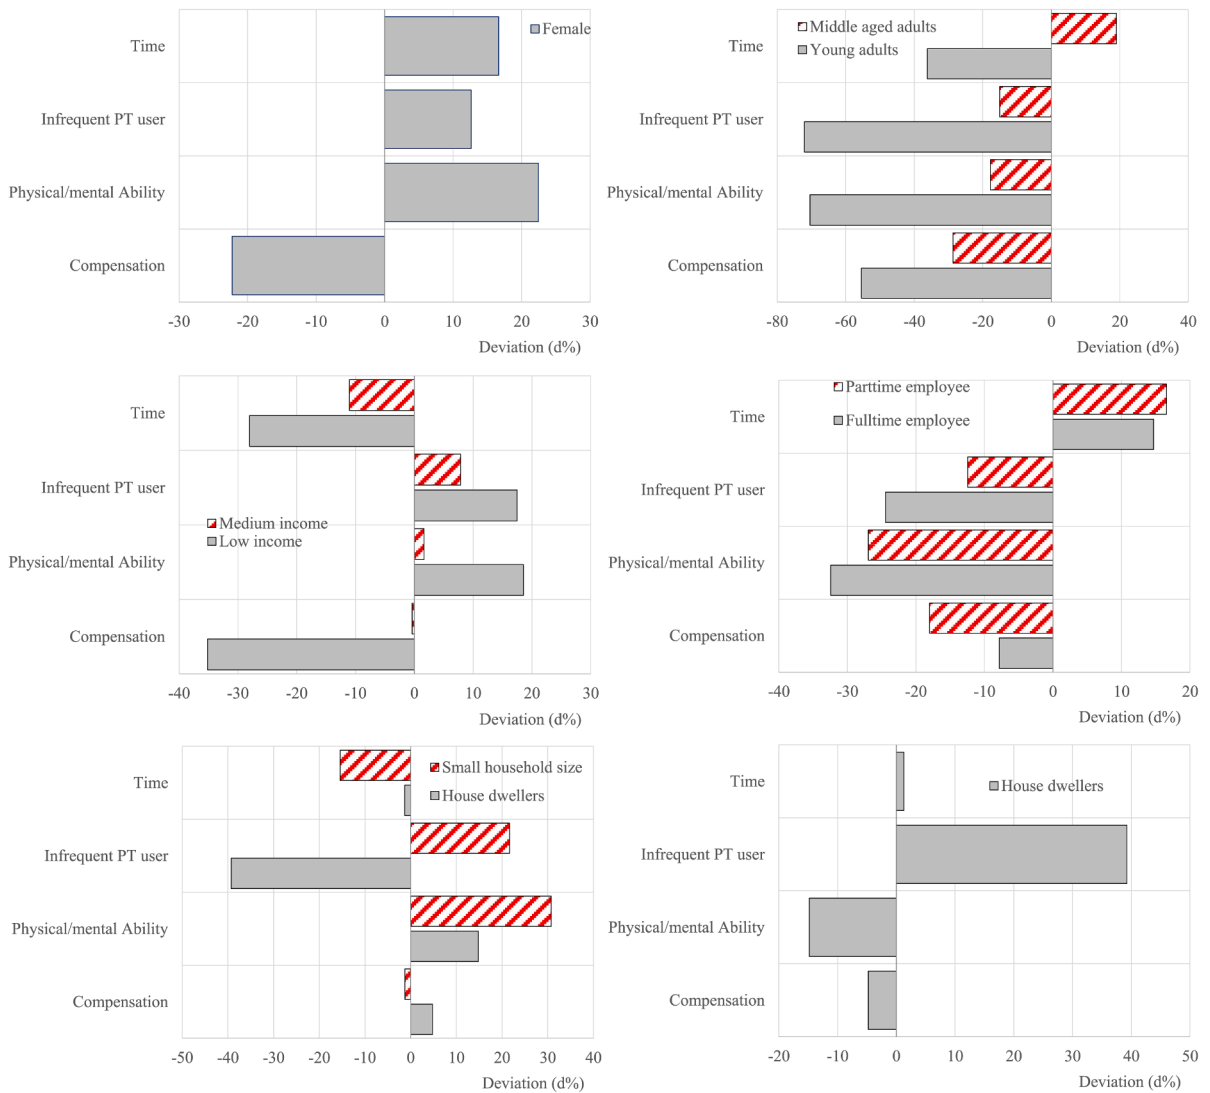 Female
Time
Infrequent PT user
Physical/mental Ability
Compensation
-30 -20 -10 0 10 20 30
Deviation (d%)
Middle aged adults
Young adults
Time
Infrequent PT user
Physical/mental Ability
Compensation
-80 -60 -40 -20 0 20 40
Deviation (d%)
Time
Infrequent PT user
Medium income
Low income
Physical/mental Ability
Compensation
-40 -30 -20 -10 0 10 20 30
Deviation (d%)
Parttime employee
Fulltime employee
Time
Infrequent PT user
Physical/mental Ability
Compensation
-40 -30 -20 -10 0 10 20
Deviation (d%)
Small household size
House dwellers
Time
Infrequent PT user
Physical/mental Ability
Compensation
-50 -40 -30 -20 -10 0 10 20 30 40
Deviation (d%)
House dwellers
Time
Infrequent PT user
Physical/mental Ability
Compensation
-20 -10 0 10 20 30 40 50
Deviation (d%)